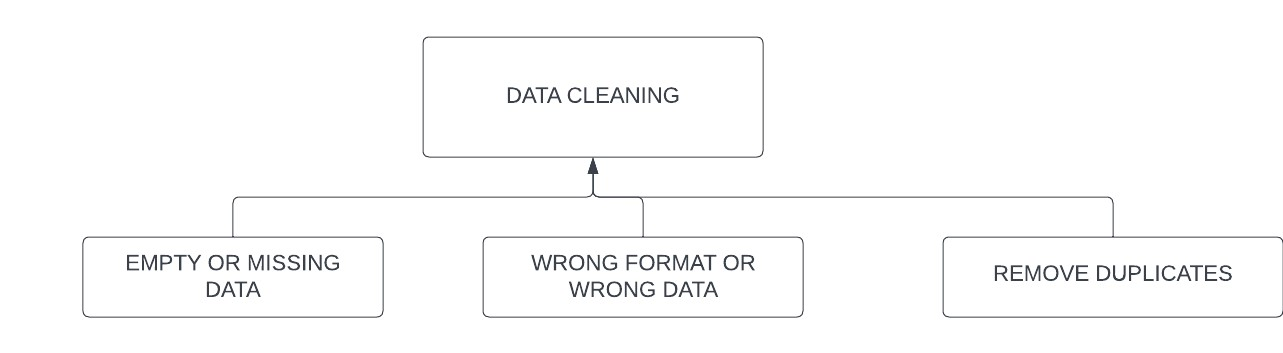 DATA CLEANING
EMPTY OR MISSING
DATA
WRONG FORMAT OR
WRONG DATA
REMOVE DUPLICATES